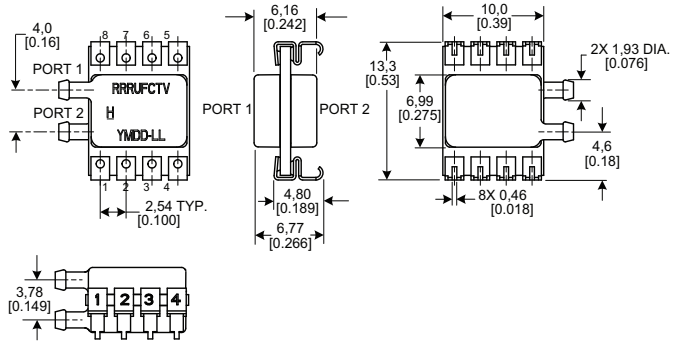 4,0
[0.16]
8 7 6 5
PORT 1
PORT 2
RRRUFCTV
H
YMDD-LL
1 2 3 4
2,54 TYP.
[0.100]
6,16
[0.242]
PORT 1
PORT 2
4,80
[0.189]
6,77
[0.266]
10,0
[0.39]
13,3
[0.53]
6,99
[0.275]
2X 1,93 DIA.
[0.076]
4,6
[0.18]
8X 0,46
[0.018]
3,78
[0.149]
1 2 3 4